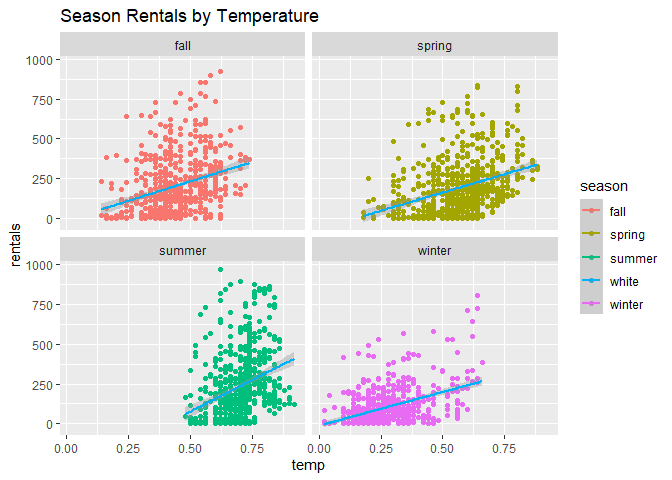 Season Rentals by Temperature
fall
spring
1000
750
500
250
0
summer
winter
1000
750
500
250
0
0.00
0.25
0.50
0.75
0.00
0.25
0.50
0.75
temp
rentals
season
fall
spring
summer
white
winter